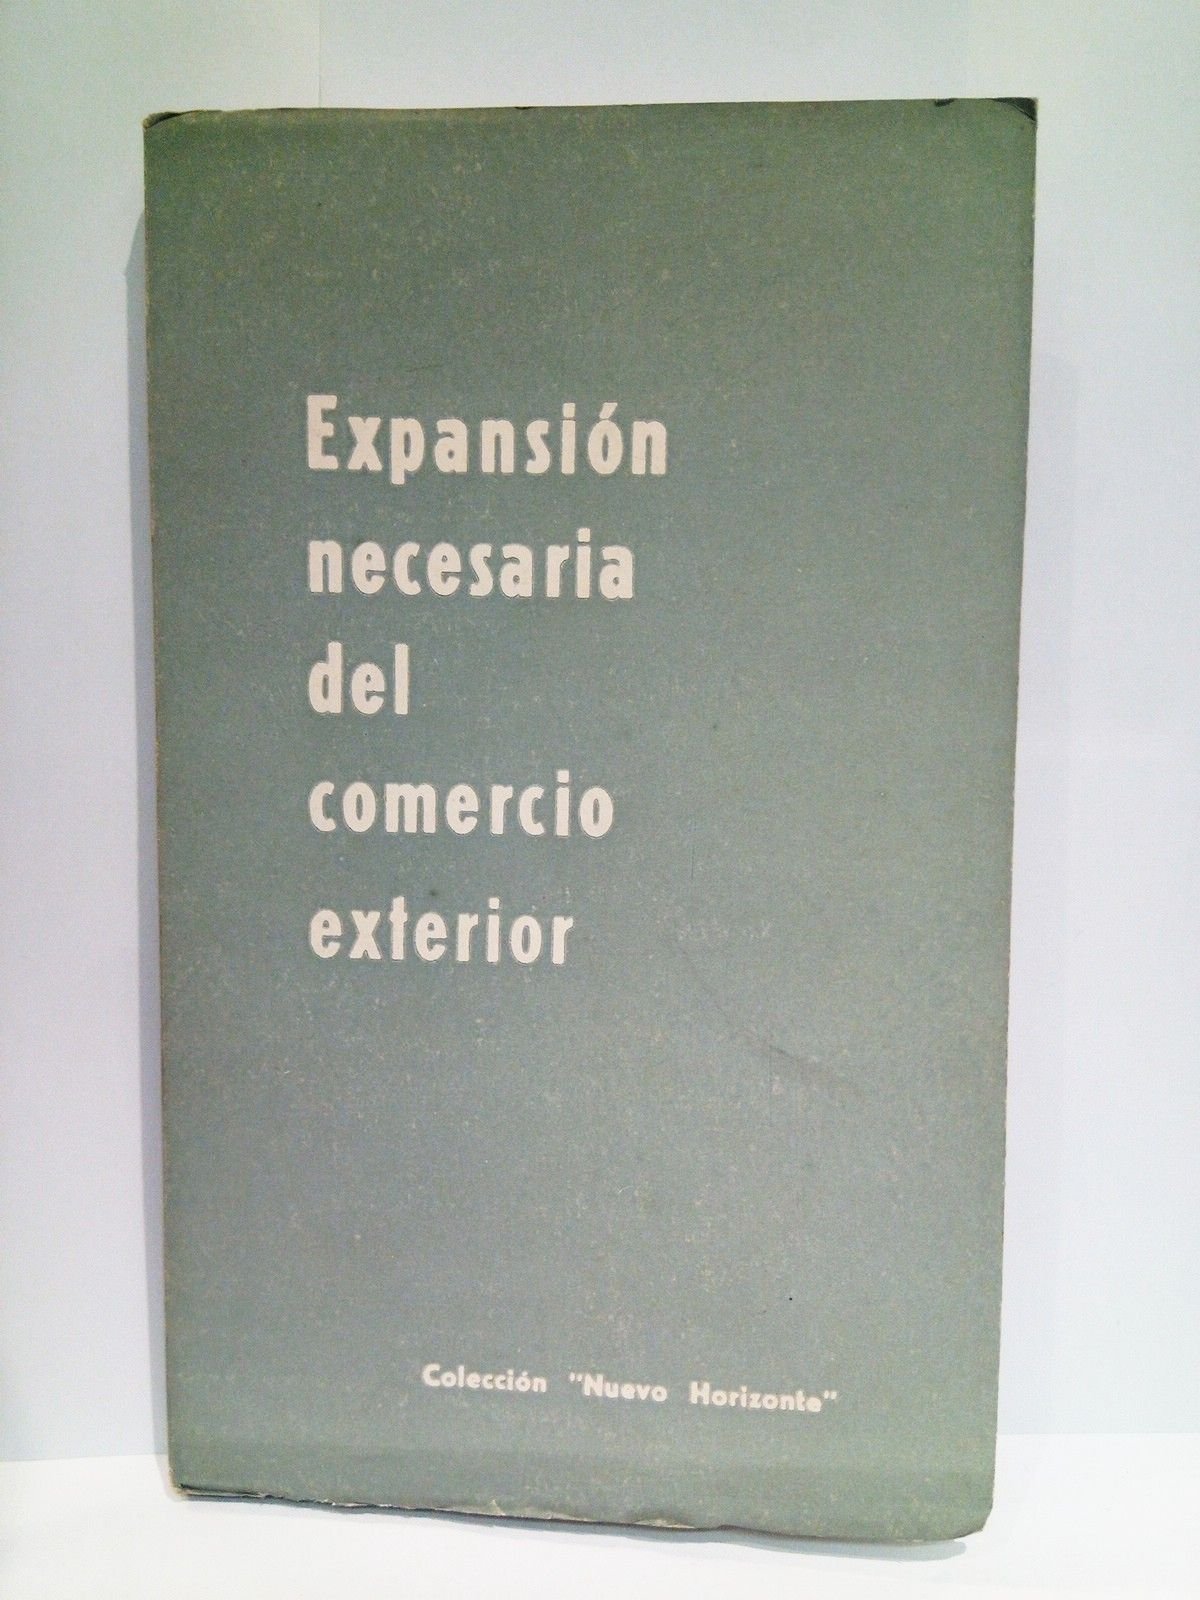 Expansión
necesaria
del
comercio
exterior
Colección "Nuevo Horizonte"